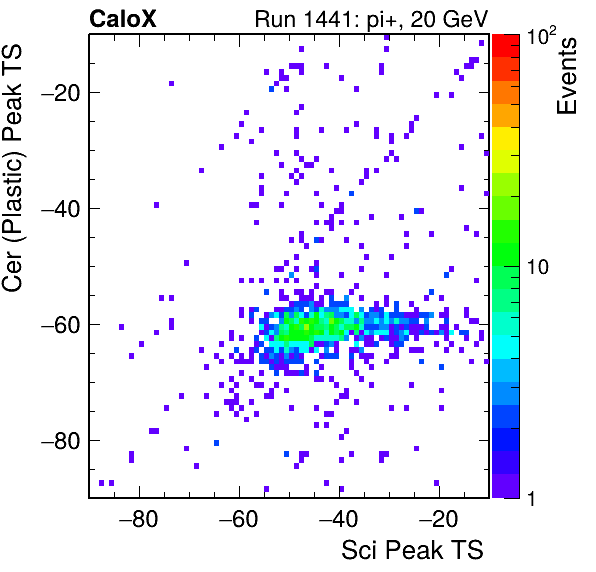 CaloX Run 1441: pi+, 20 GeV
Cer (Plastic) Peak TS
−20
−40
−60
−80
−80 −60 −40 −20
Sci Peak TS
10²
10
1
Events